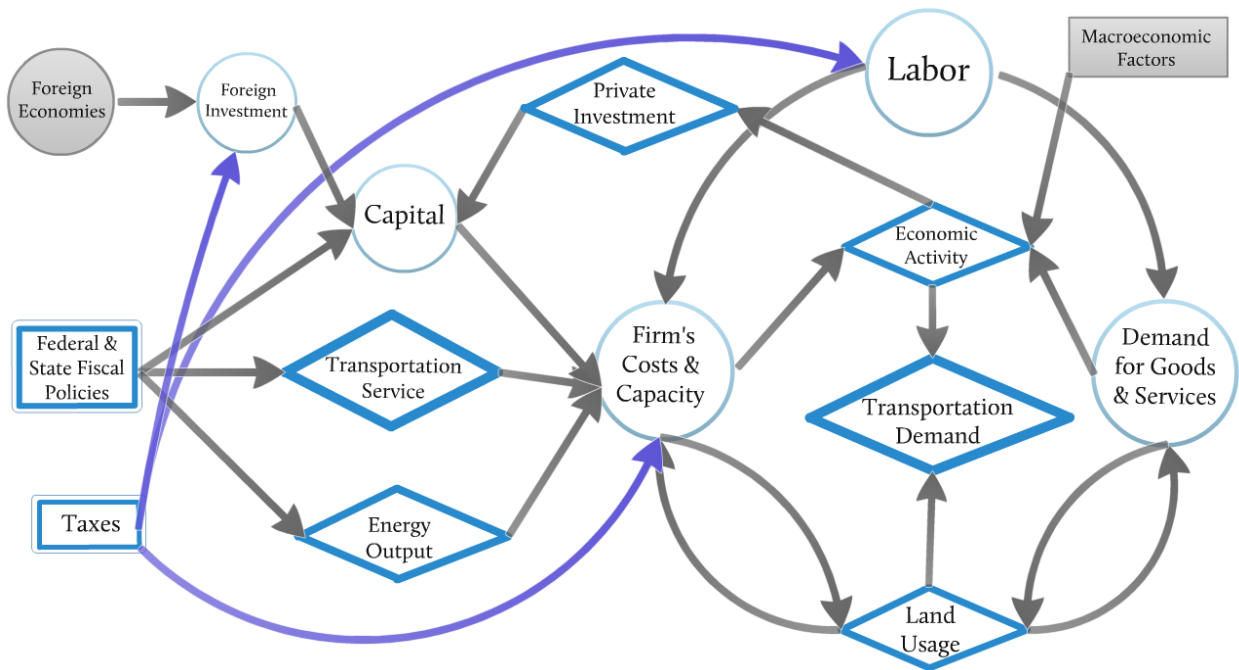 Labor
Macroeconomic
Factors
Foreign
Economies
Foreign
Investment
Private
Investment
Capital
Economic
Activity
Federal &
State Fiscal
Policies
Transportation
Service
Firm's
Costs &
Capacity
Demand
for Goods
& Services
Transportation
Demand
Taxes
Energy
Output
Land
Usage